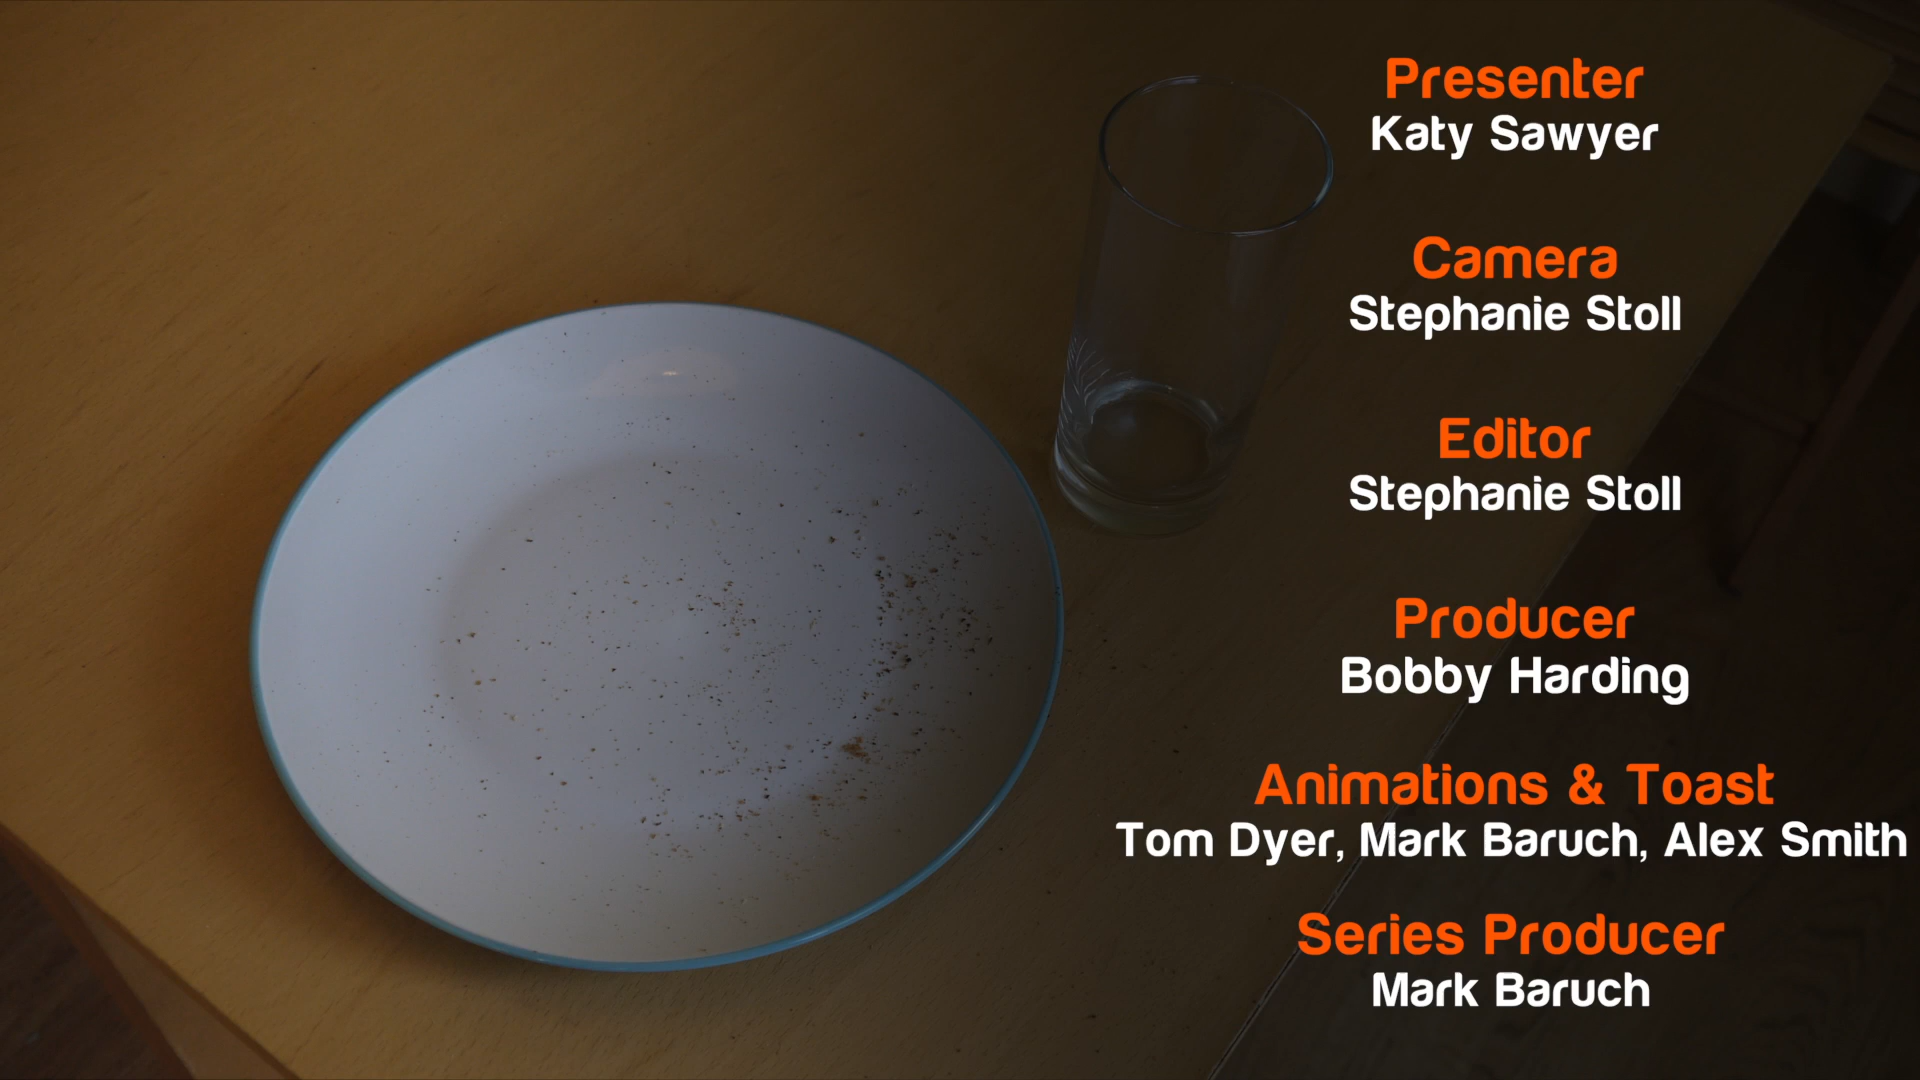 Presenter
Katy Sawyer
Camera
Stephanie Stoll
Editor
Stephanie Stoll
Producer
Bobby Harding
Animations & Toast
Tom Dyer, Mark Baruch, Alex Smith
Series Producer
Mark Baruch